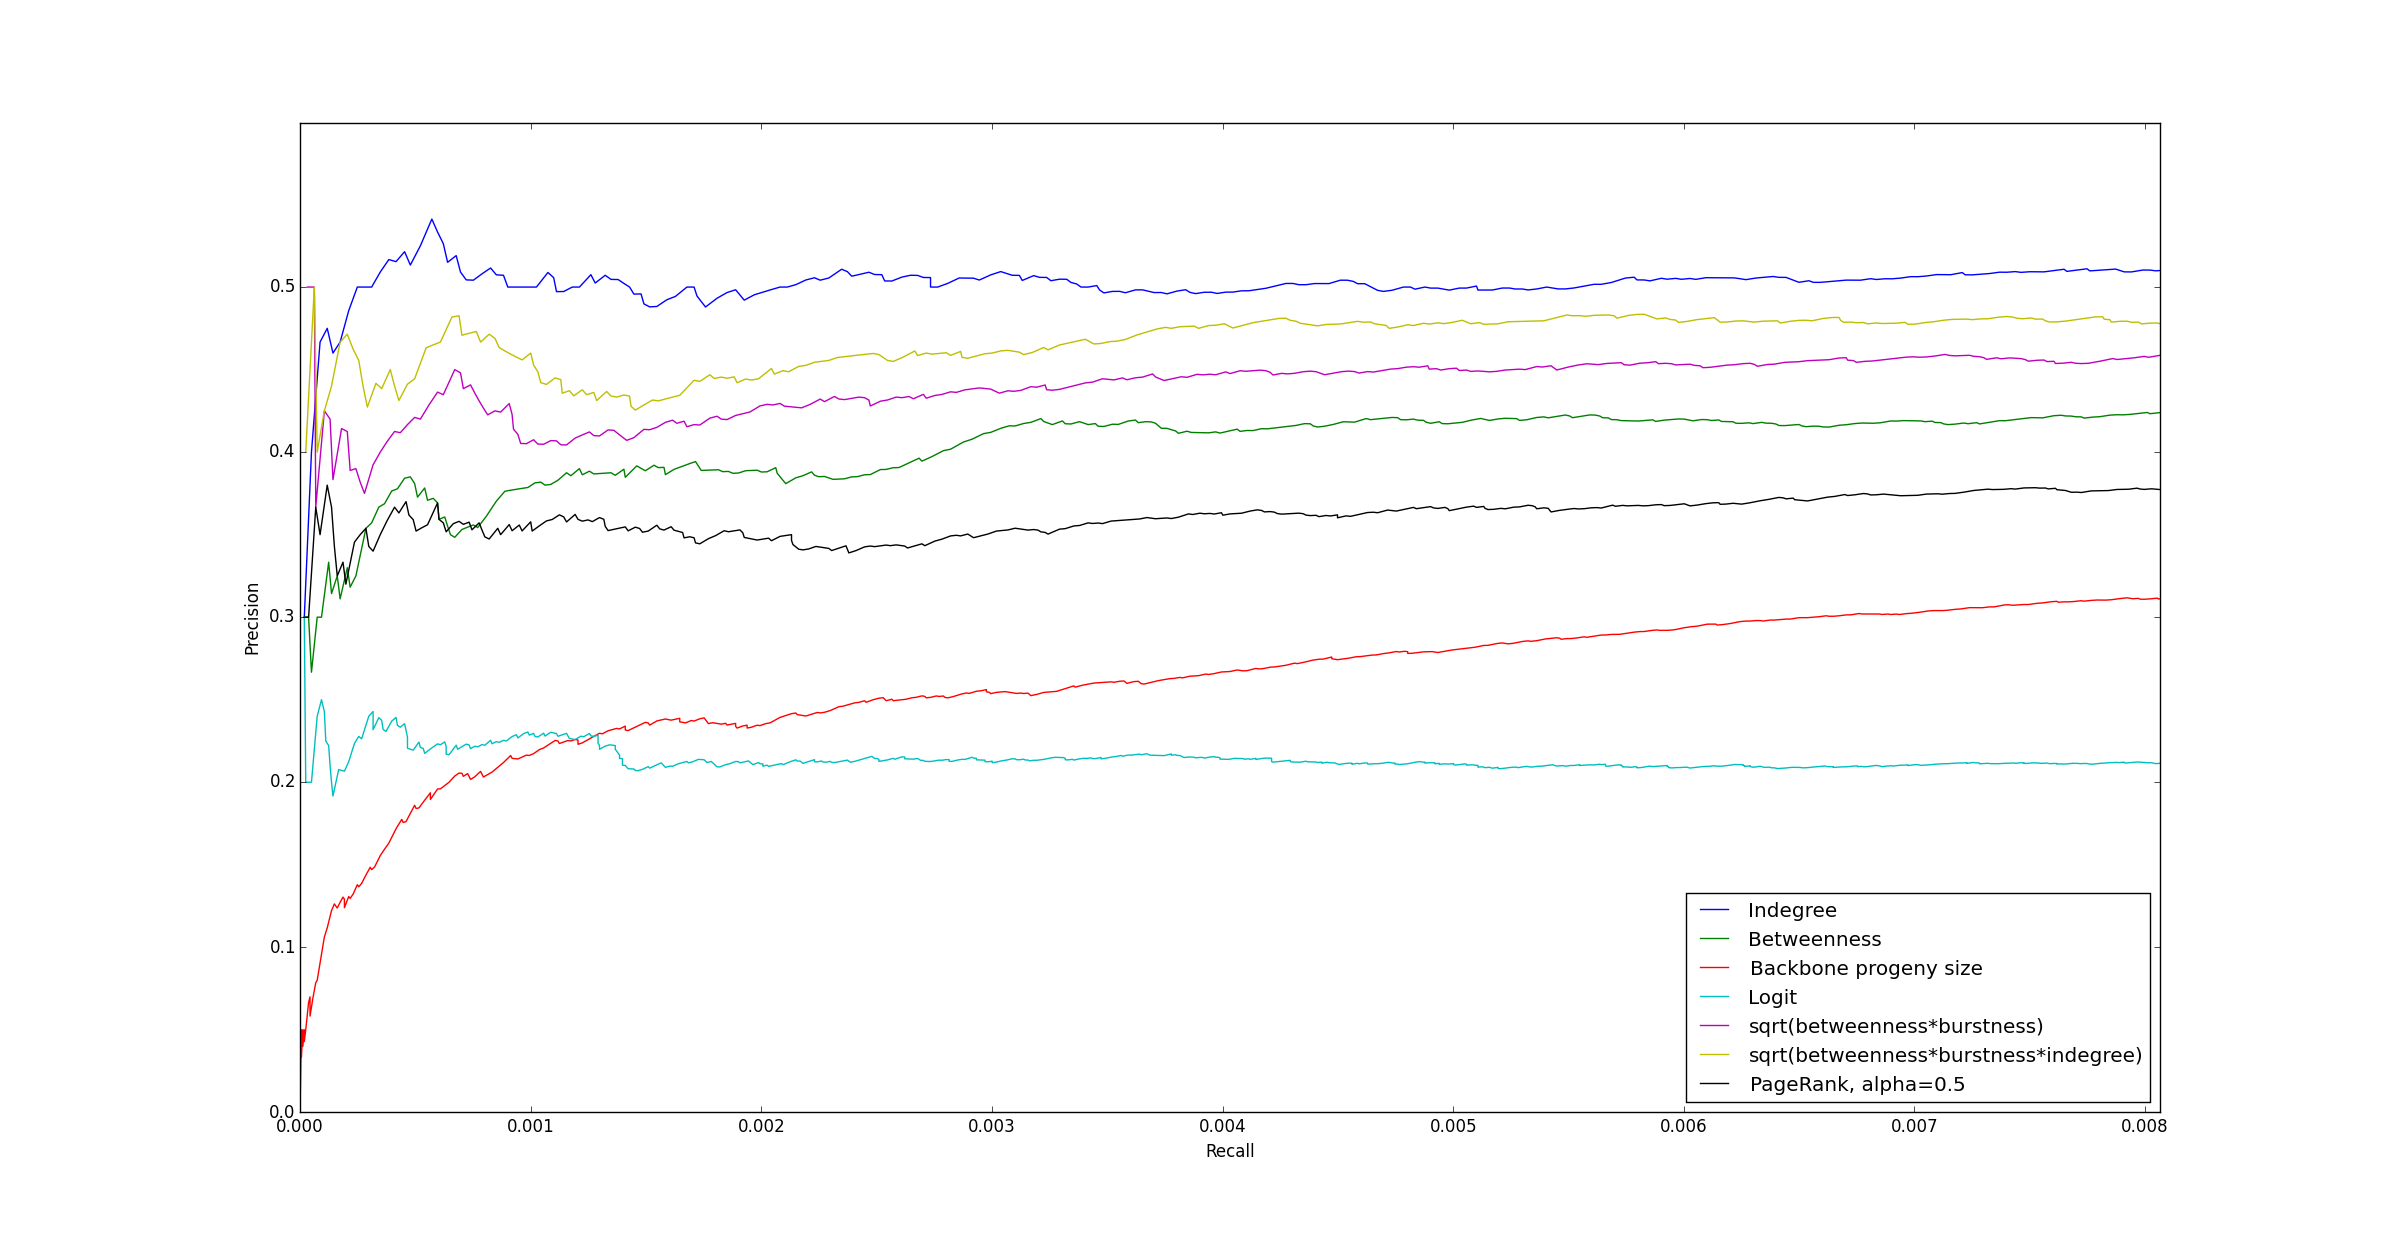 0.5
0.4
0.3
0.2
0.1
0.0
Precision
0.000 0.001 0.002 0.003 0.004 0.005 0.006 0.007 0.008
Recall
Indegree
Betweenness
Backbone progeny size
Logit
sqrt(betweenness*burstness)
sqrt(betweenness*burstness*indegree)
PageRank, alpha=0.5